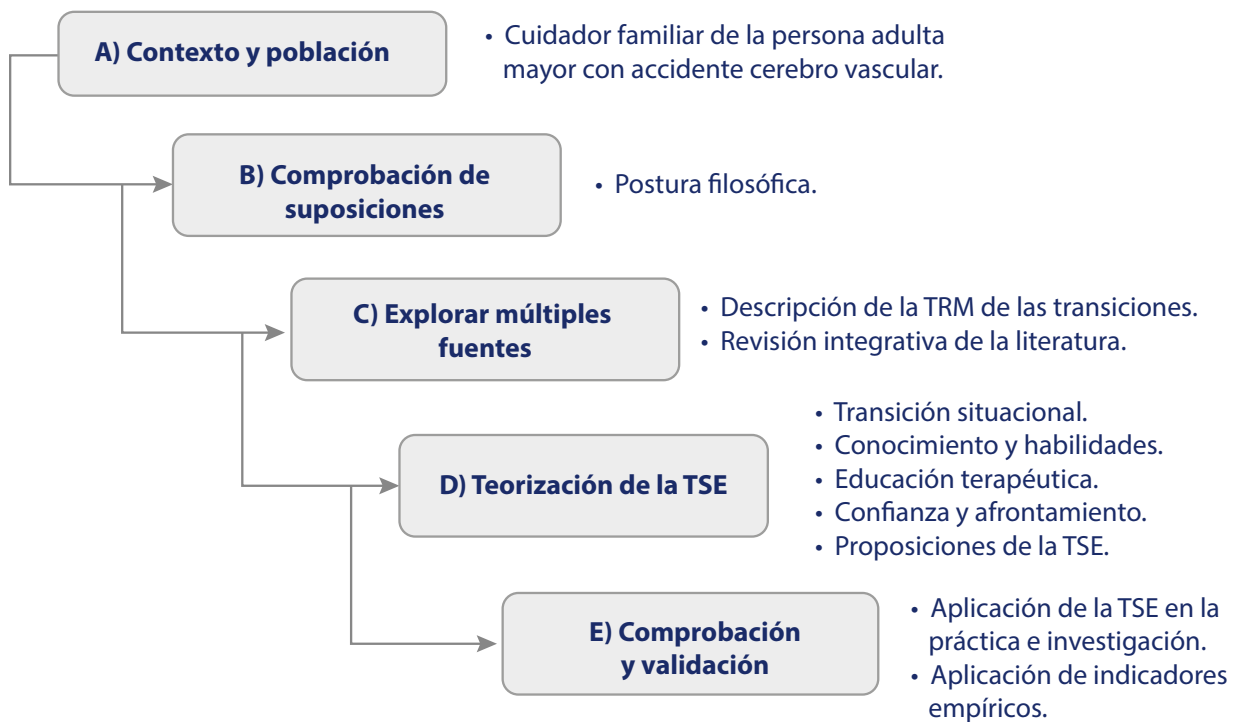 A) Contexto y población
• Cuidador familiar de la persona adulta
mayor con accidente cerebro vascular.
B) Comprobación de
suposiciones
• Postura filosófica.
C) Explorar múltiples
fuentes
• Descripción de la TRM de las transiciones.
• Revisión integrativa de la literatura.
D) Teorización de la TSE
• Transición situacional.
• Conocimiento y habilidades.
• Educación terapéutica.
• Confianza y afrontamiento.
• Proposiciones de la TSE.
E) Comprobación
y validación
• Aplicación de la TSE en la
práctica e investigación.
• Aplicación de indicadores
empíricos.